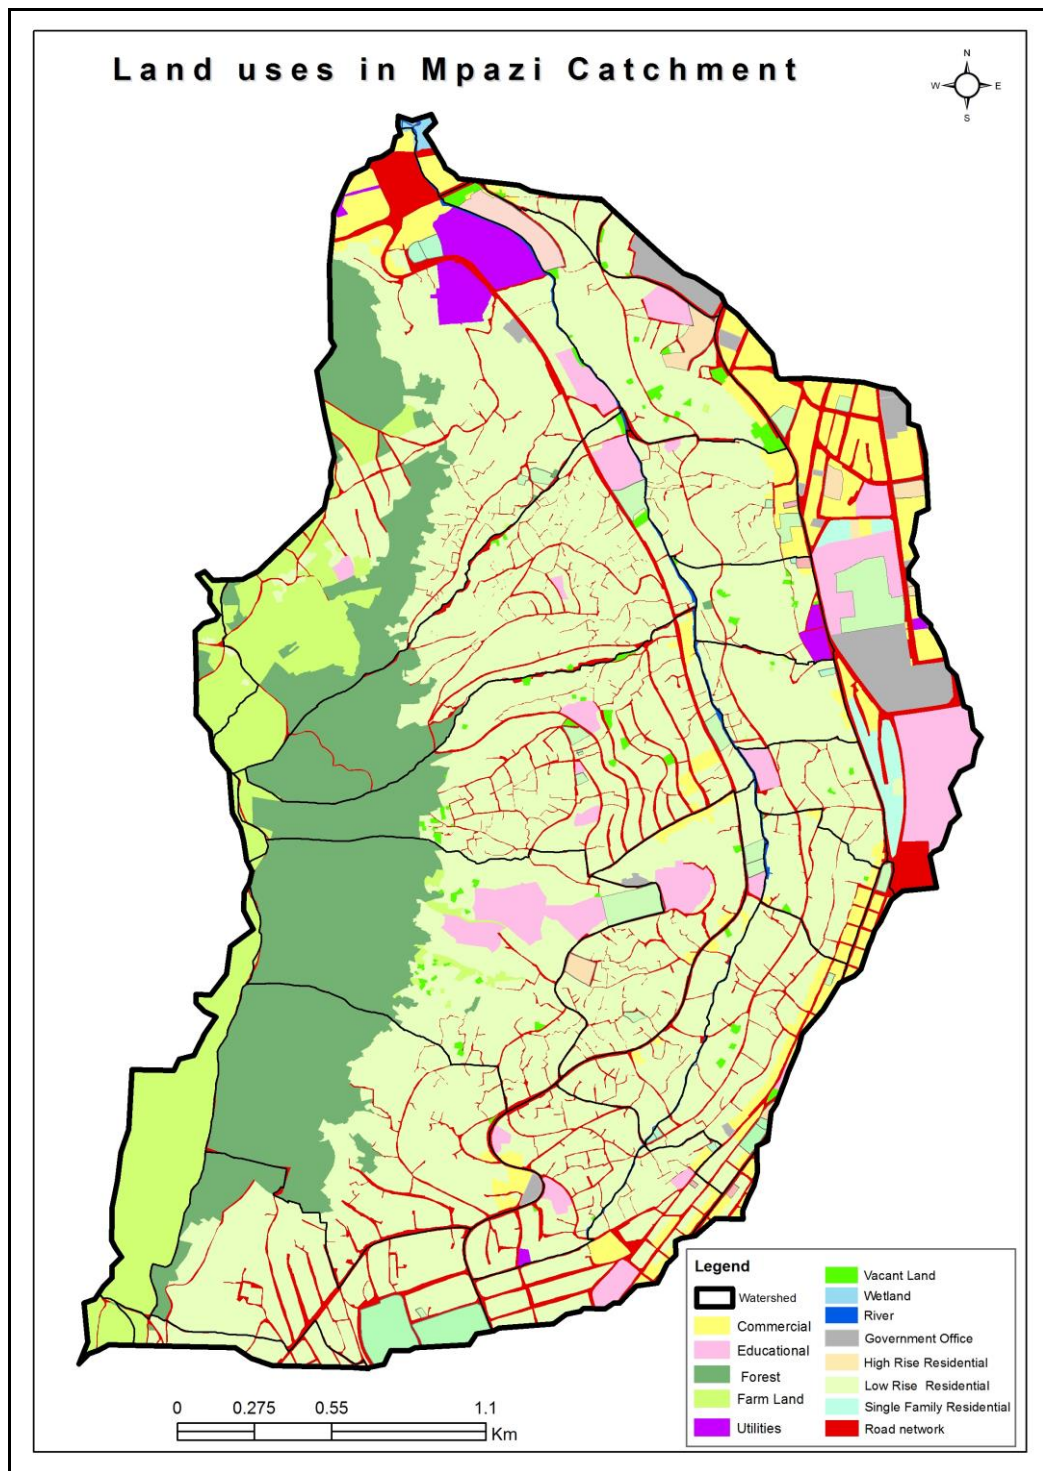 Land uses in Mpazi Catchment
N
W E
S
Legend
Watershed
Commercial
Educational
Forest
Farm Land
Utilities
Vacant Land
Wetland
River
Government Office
High Rise Residential
Low Rise Residential
Single Family Residential
Road network
0 0.275 0.55 1.1
Km